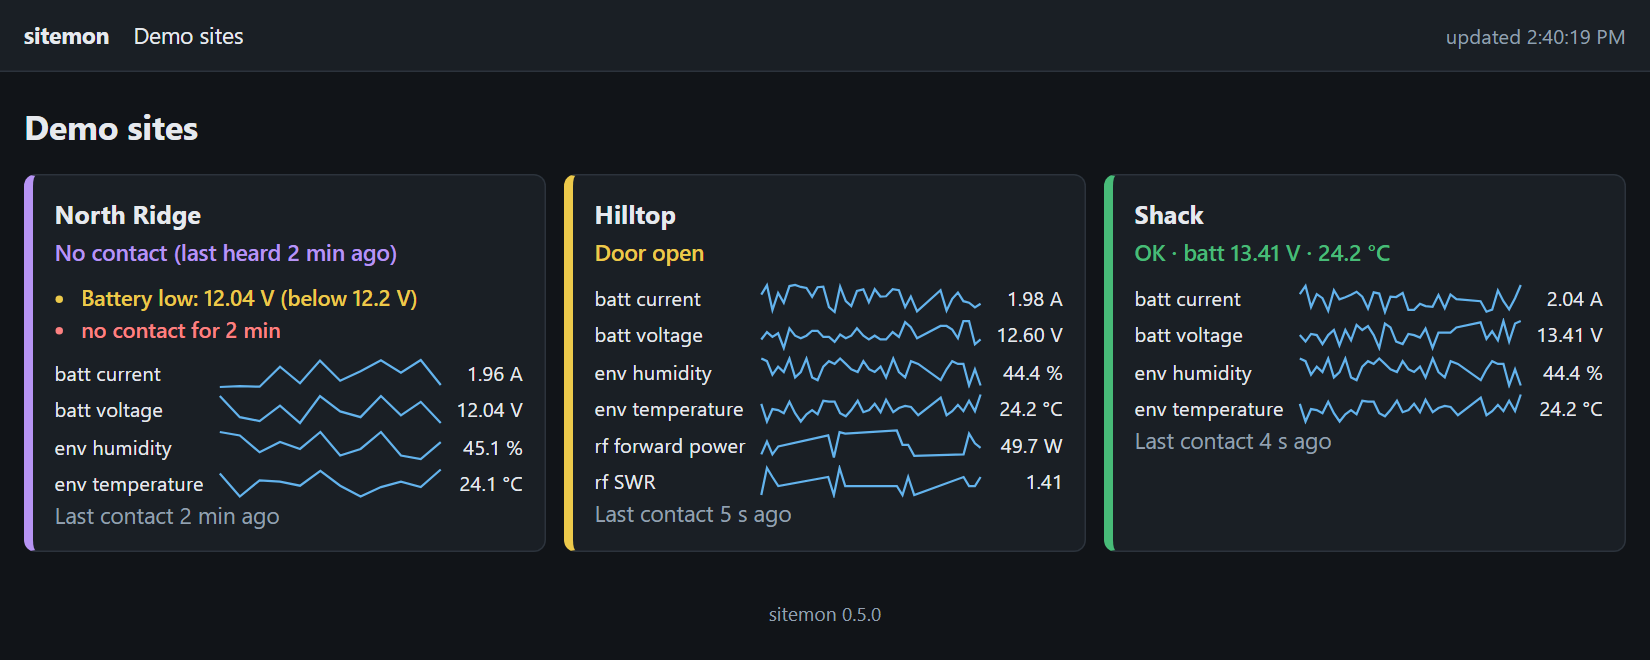 sitemon Demo sites updated 2:40:19 PM
Demo sites
North Ridge
No contact (last heard 2 min ago)
• Battery low: 12.04 V (below 12.2 V)
• no contact for 2 min
batt current 1.96 A
batt voltage 12.04 V
env humidity 45.1 %
env temperature 24.1 °C
Last contact 2 min ago
Hilltop
Door open
batt current 1.98 A
batt voltage 12.60 V
env humidity 44.4 %
env temperature 24.2 °C
rf forward power 49.7 W
rf SWR 1.41
Last contact 5 s ago
Shack
OK · batt 13.41 V · 24.2 °C
batt current 2.04 A
batt voltage 13.41 V
env humidity 44.4 %
env temperature 24.2 °C
Last contact 4 s ago
sitemon 0.5.0